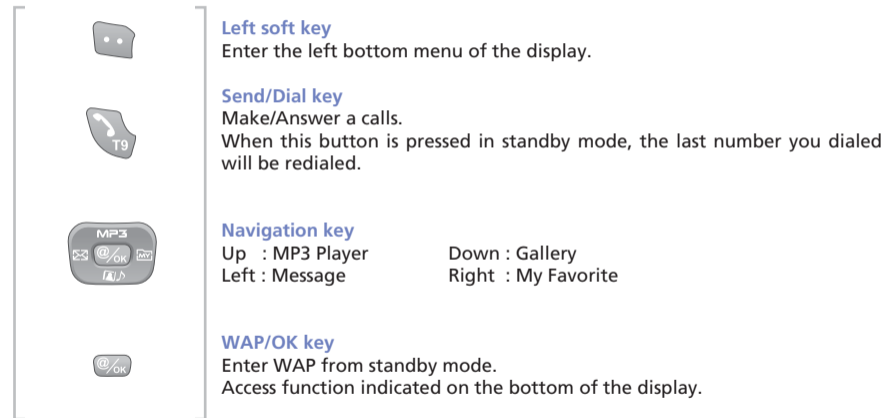 Left soft key
Enter the left bottom menu of the display.
T9
Send/Dial key
Make/Answer a calls.
When this button is pressed in standby mode, the last number you dialed
will be redialed.
MP3
@/OK
MY
Navigation key
Up : MP3 Player Down : Gallery
Left : Message Right : My Favorite
@/OK
WAP/OK key
Enter WAP from standby mode.
Access function indicated on the bottom of the display.